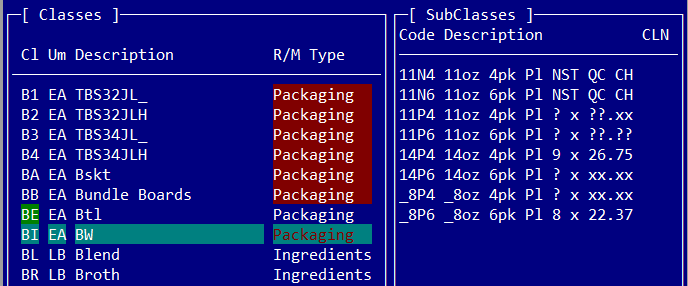 [ Classes ]
Cl Um Description R/M Type
B1 EA TBS32JL_ Packaging
B2 EA TBS32JLH Packaging
B3 EA TBS34JL_ Packaging
B4 EA TBS34JLH Packaging
BA EA Bskt Packaging
BB EA Bundle Boards Packaging
BE EA Btl Packaging
BI EA BW Packaging
BL LB Blend Ingredients
BR LB Broth Ingredients
[ SubClasses ]
Code Description CLN
11N4 11oz 4pk Pl NST QC CH
11N6 11oz 6pk Pl NST QC CH
11P4 11oz 4pk Pl ? x ??.xx
11P6 11oz 6pk Pl ? x ??.??
14P4 14oz 4pk Pl 9 x 26.75
14P6 14oz 6pk Pl ? x xx.xx
_8P4 _8oz 4pk Pl ? x xx.xx
_8P6 _8oz 6pk Pl 8 x 22.37